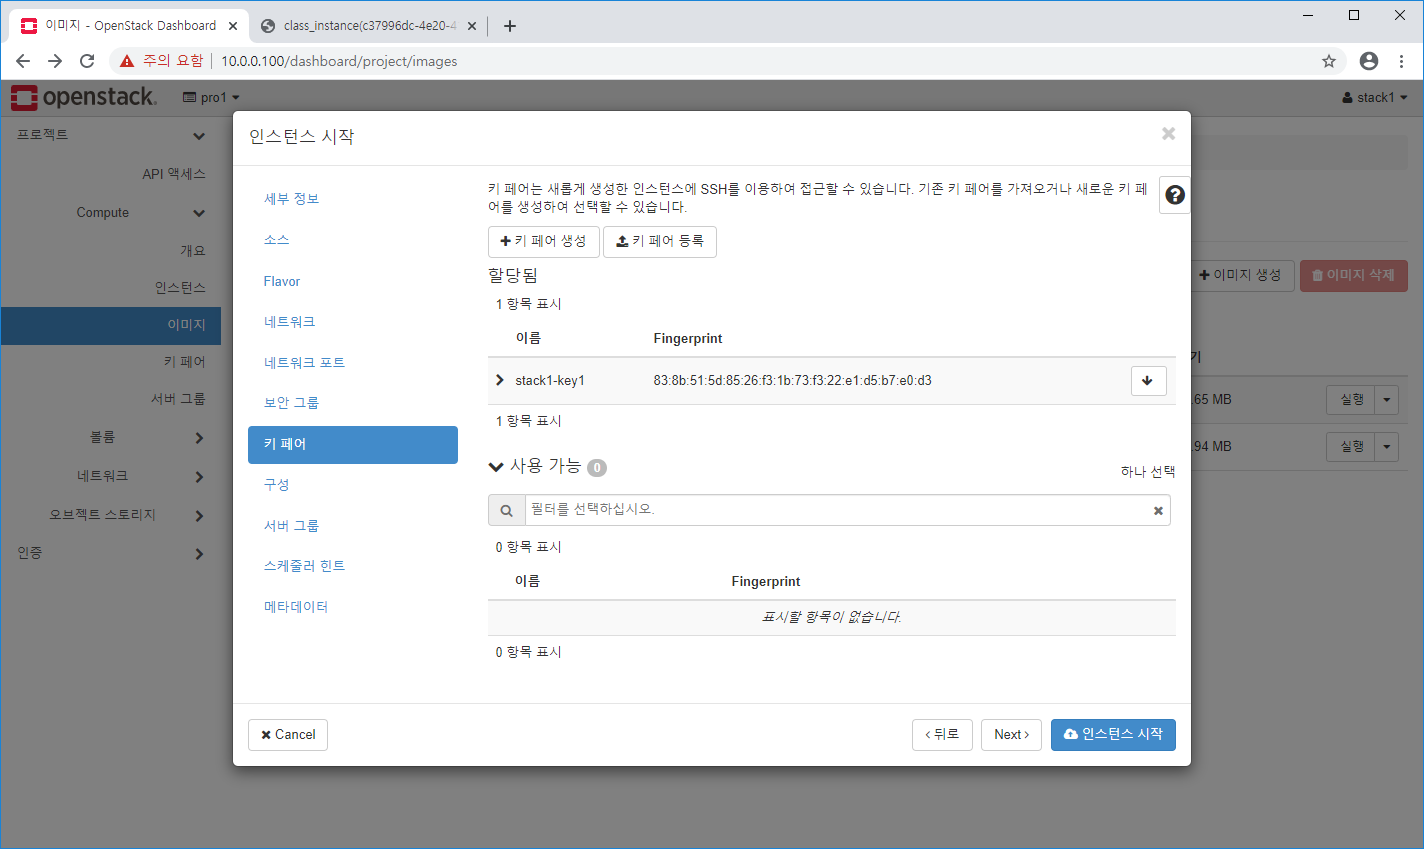 이미지 - OpenStack Dashboard
class_instance(c37996dc-4e20-4
주의 요함 | 10.0.0.100/dashboard/project/images
openstack.
pro1
stack1
프로젝트
API 액세스
Compute
개요
인스턴스
이미지
키 페어
서버 그룹
볼륨
네트워크
오브젝트 스토리지
인증
인스턴스 시작
세부 정보
소스
Flavor
네트워크
네트워크 포트
보안 그룹
키 페어
구성
서버 그룹
스케줄러 힌트
메타데이터
키 페어는 새롭게 생성한 인스턴스에 SSH를 이용하여 접근할 수 있습니다. 기존 키 페어를 가져오거나 새로운 키 페
어를 생성하여 선택할 수 있습니다.
키 페어 생성
키 페어 등록
할당됨
1 항목 표시
이름 Fingerprint
stack1-key1 83:8b:51:5d:85:26:f3:1b:73:f3:22:e1:d5:b7:e0:d3
1 항목 표시
사용 가능 0
하나 선택
필터를 선택하십시오.
0 항목 표시
이름 Fingerprint
표시할 항목이 없습니다.
0 항목 표시
Cancel
뒤로
Next
인스턴스 시작
이미지 생성
이미지 삭제
기
.65 MB 실행
.94 MB 실행